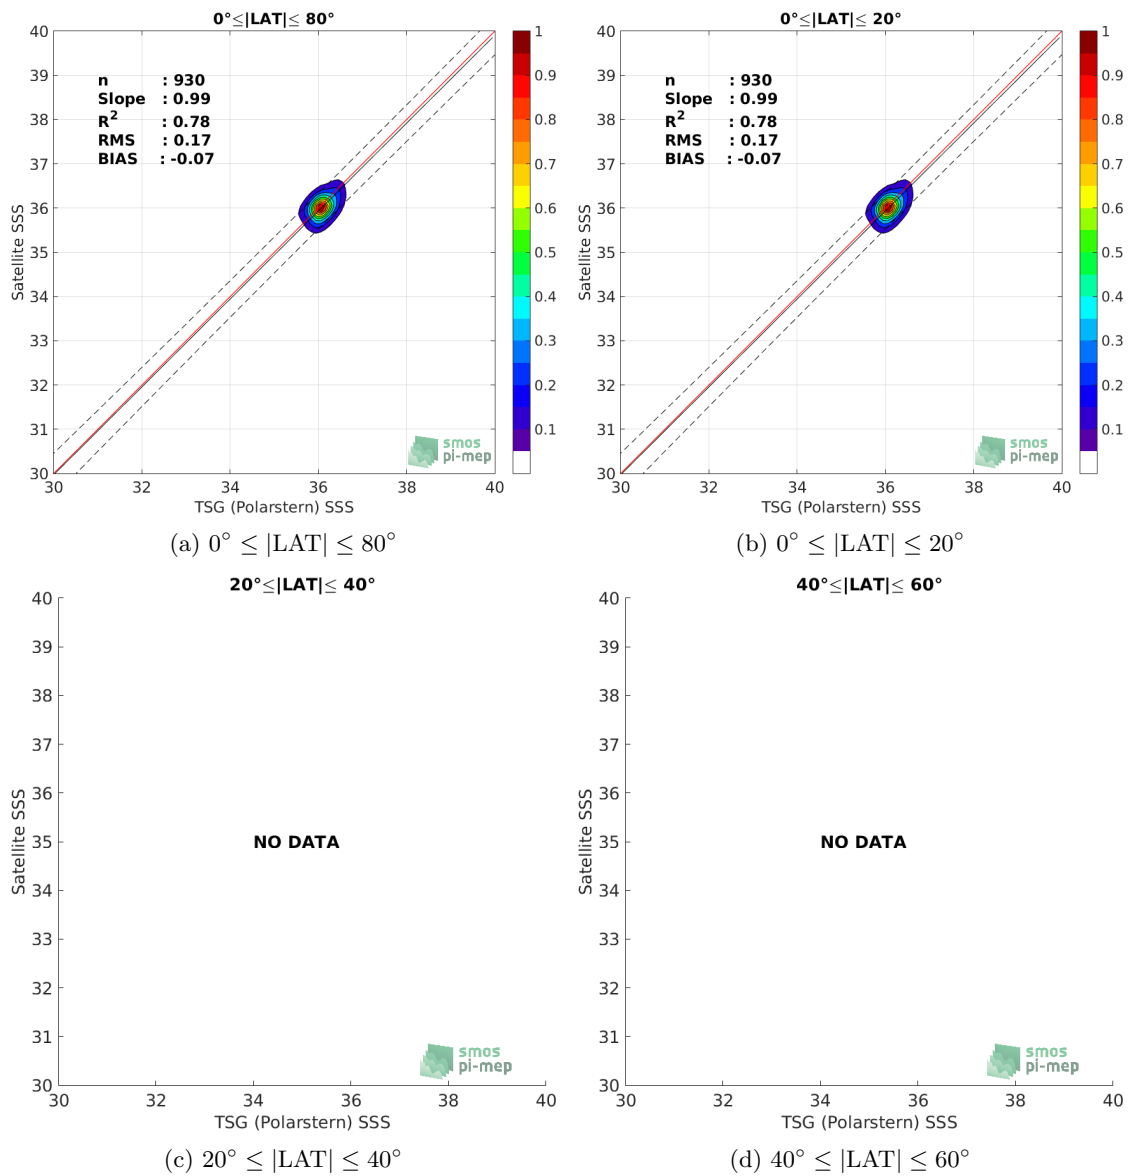 0°≤|LAT|≤ 80°
40
39
38
37
36
35
34
33
32
31
30
Satellite SSS
n : 930
Slope : 0.99
R2 : 0.78
RMS : 0.17
BIAS : -0.07
smos
pi-mep
30 32 34 36 38 40
TSG (Polarstern) SSS
1
0.9
0.8
0.7
0.6
0.5
0.4
0.3
0.2
0.1
(a) 0° ≤ |LAT| ≤ 80°
0°≤|LAT|≤ 20°
40
39
38
37
36
35
34
33
32
31
30
Satellite SSS
n : 930
Slope : 0.99
R2 : 0.78
RMS : 0.17
BIAS : -0.07
smos
pi-mep
30 32 34 36 38 40
TSG (Polarstern) SSS
1
0.9
0.8
0.7
0.6
0.5
0.4
0.3
0.2
0.1
(b) 0° ≤ |LAT| ≤ 20°
20°≤|LAT|≤ 40°
40
39
38
37
36
35
34
33
32
31
30
Satellite SSS
NO DATA
smos
pi-mep
30 32 34 36 38 40
TSG (Polarstern) SSS
(c) 20° ≤ |LAT| ≤ 40°
40°≤|LAT|≤ 60°
40
39
38
37
36
35
34
33
32
31
30
Satellite SSS
NO DATA
smos
pi-mep
30 32 34 36 38 40
TSG (Polarstern) SSS
(d) 40° ≤ |LAT| ≤ 60°